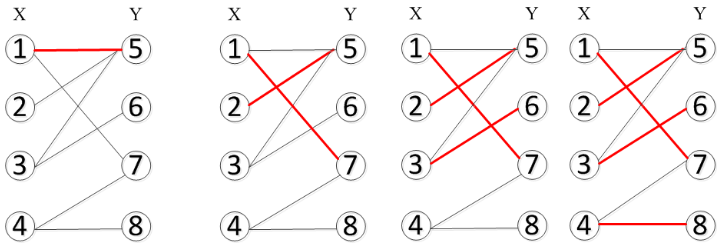 X Y X Y X Y X Y
1 5 1 5 1 5 1 5
2 6 2 6 2 6 2 6
3 7 3 7 3 7 3 7
4 8 4 8 4 8 4 8